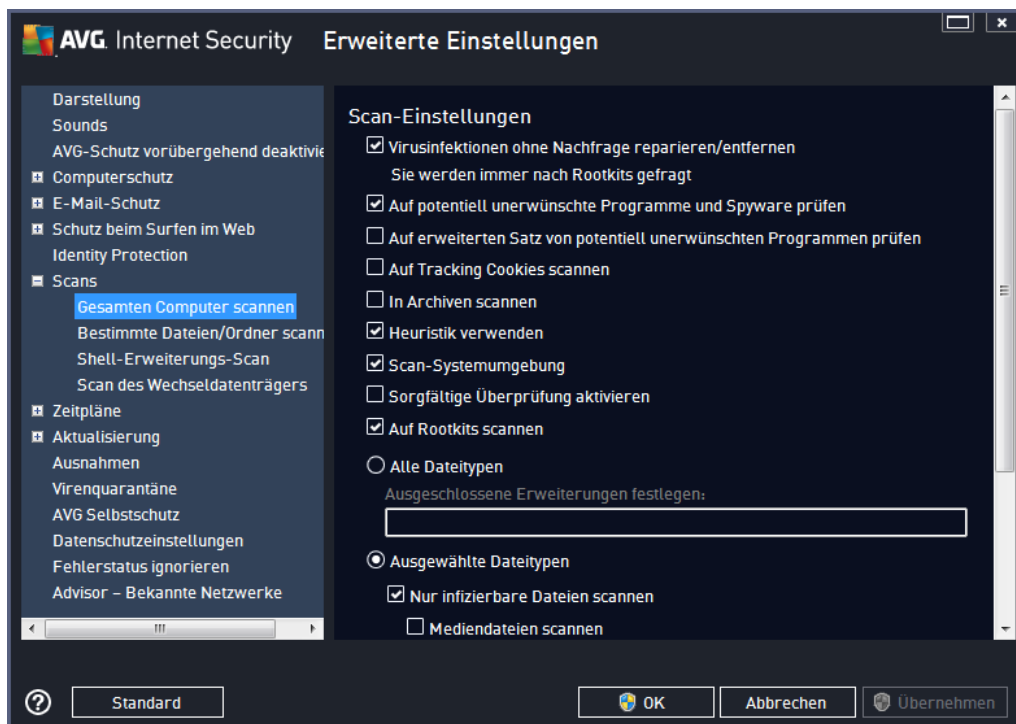 AVG. Internet Security Erweiterte Einstellungen
Darstellung
Sounds
AVG-Schutz vorübergehend deaktivie
Computerschutz
E-Mail-Schutz
Schutz beim Surfen im Web
Identity Protection
Scans
Gesamten Computer scannen
Bestimmte Dateien/Ordner scann
Shell-Erweiterungs-Scan
Scan des Wechseldatenträgers
Zeitpläne
Aktualisierung
Ausnahmen
Virenquarantäne
AVG Selbstschutz
Datenschutzeinstellungen
Fehlerstatus ignorieren
Advisor – Bekannte Netzwerke
Scan-Einstellungen
Virusinfektionen ohne Nachfrage reparieren/entfernen
Sie werden immer nach Rootkits gefragt
Auf potentiell unerwünschte Programme und Spyware prüfen
Auf erweiterten Satz von potentiell unerwünschten Programmen prüfen
Auf Tracking Cookies scannen
In Archiven scannen
Heuristik verwenden
Scan-Systemumgebung
Sorgfältige Überprüfung aktivieren
Auf Rootkits scannen
Alle Dateitypen
Ausgeschlossene Erweiterungen festlegen:
Ausgewählte Dateitypen
Nur infizierbare Dateien scannen
Mediendateien scannen
? Standard OK Abbrechen Übernehmen